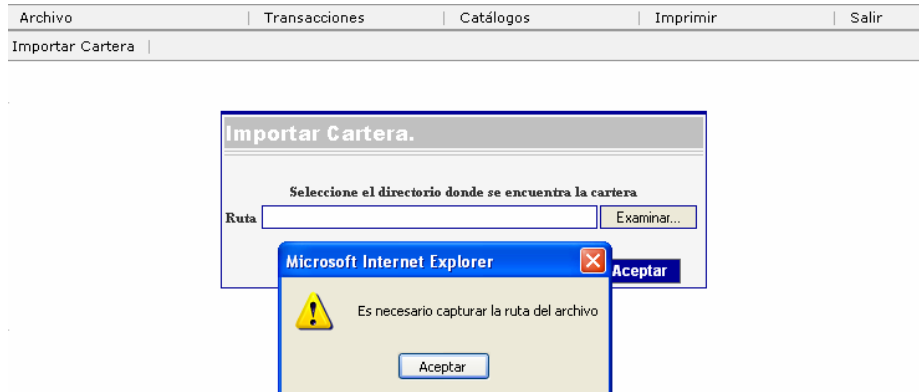 Archivo | Transacciones | Catálogos | Imprimir | Salir
Importar Cartera |
Importar Cartera.
Seleccione el directorio donde se encuentra la cartera
Ruta Examinar...
Microsoft Internet Explorer
Aceptar
Es necesario capturar la ruta del archivo
Aceptar